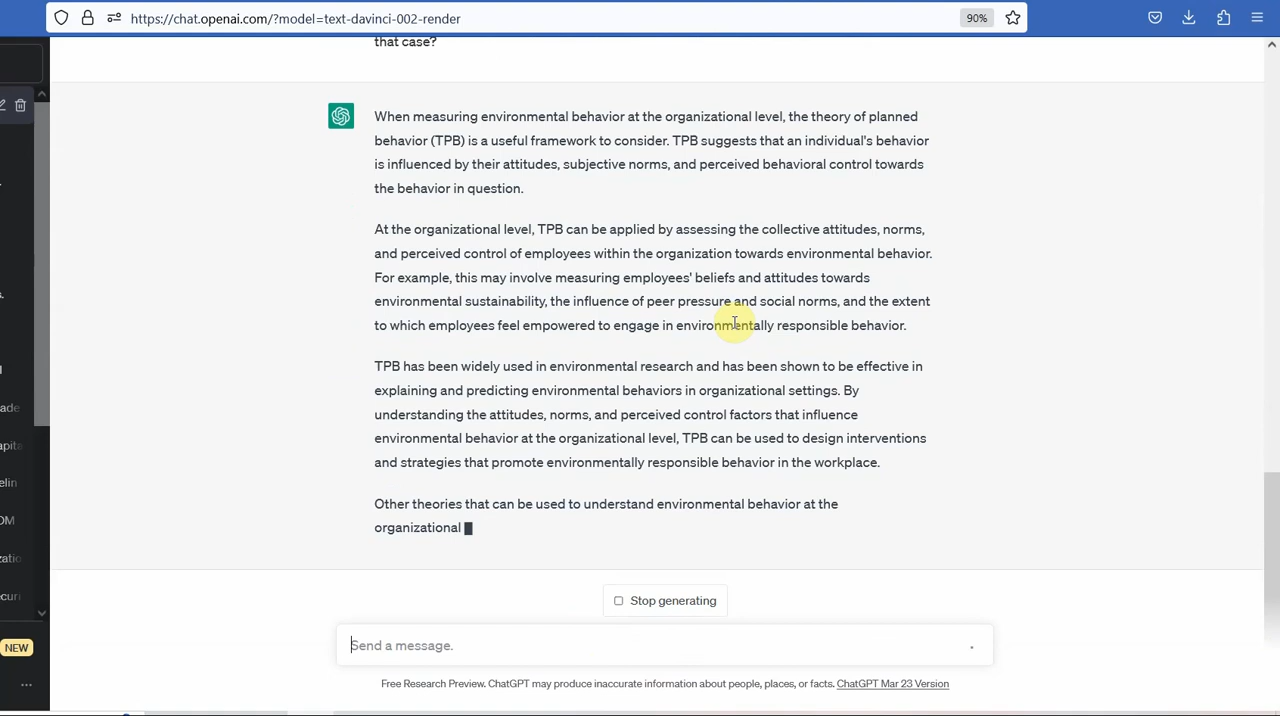 https://chat.openai.com/?model=text-davinci-002-render
90%
that case?
When measuring environmental behavior at the organizational level, the theory of planned
behavior (TPB) is a useful framework to consider. TPB suggests that an individual's behavior
is influenced by their attitudes, subjective norms, and perceived behavioral control towards
the behavior in question.
At the organizational level, TPB can be applied by assessing the collective attitudes, norms,
and perceived control of employees within the organization towards environmental behavior.
For example, this may involve measuring employees' beliefs and attitudes towards
environmental sustainability, the influence of peer pressure and social norms, and the extent
to which employees feel empowered to engage in environmentally responsible behavior.
TPB has been widely used in environmental research and has been shown to be effective in
explaining and predicting environmental behaviors in organizational settings. By
understanding the attitudes, norms, and perceived control factors that influence
environmental behavior at the organizational level, TPB can be used to design interventions
and strategies that promote environmentally responsible behavior in the workplace.
Other theories that can be used to understand environmental behavior at the
organizational
Stop generating
Send a message.
Free Research Preview. ChatGPT may produce inaccurate information about people, places, or facts. ChatGPT Mar 23 Version
NEW